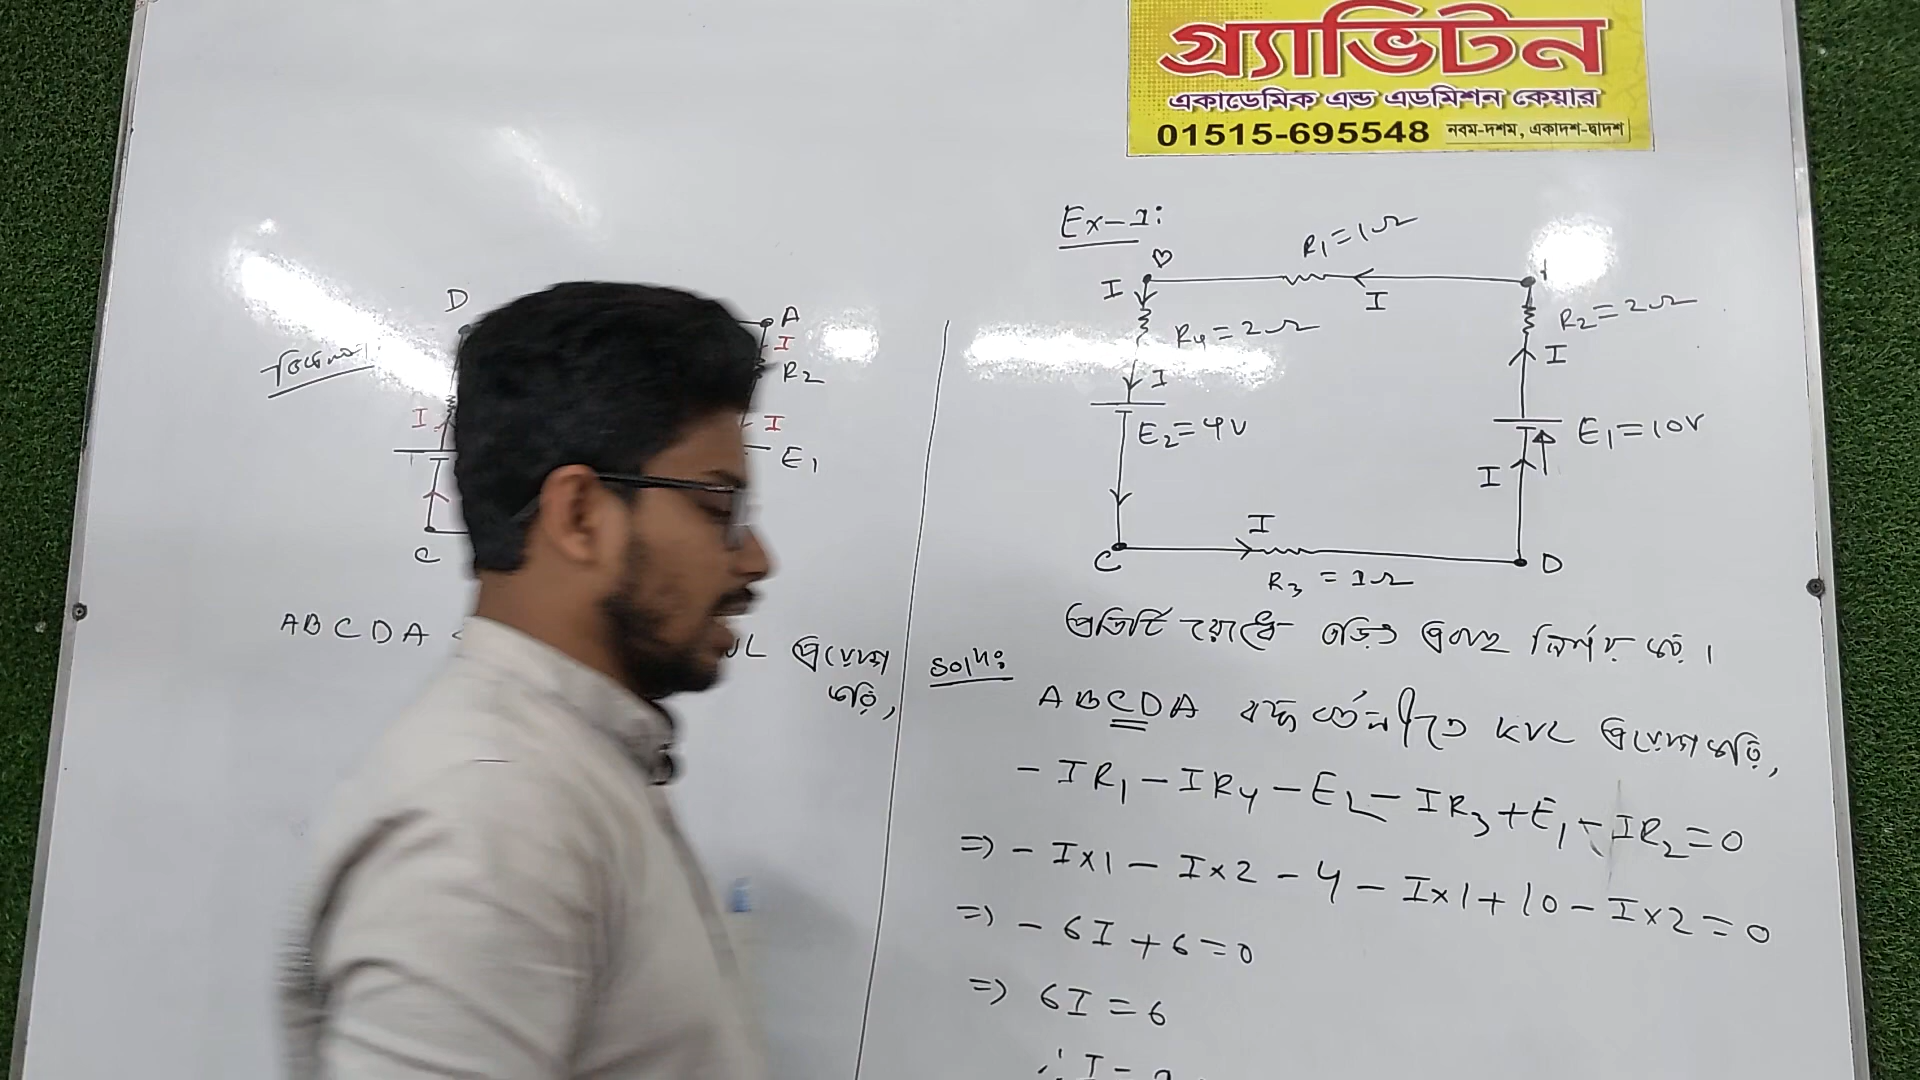 গ্র্যাভিটন
একাডেমিক এন্ড এডমিশন কেয়ার
01515-695548 নবম-দশম, একাদশ-দ্বাদশ
D
A
I
R2
I
I
E1
C
ABCDA
প্রয়োগ
করি,
Ex-1:
R1=1Ω
I
I
R4=2Ω
R2=2Ω
I
I
E2=4V
E1=10V
I
I
C
D
R3=1Ω
প্রতিটি রোধে তড়িৎ প্রবাহ নির্ণয় কর।
Solⁿ:
ABCDA বদ্ধ বর্তনীতে KVL প্রয়োগ করি,
-IR1-IR4-E2-IR3+E1-IR2=0
=> -I×1-I×2-4-I×1+10-I×2=0
=> -6I+6=0
=> 6I=6
∴ I=